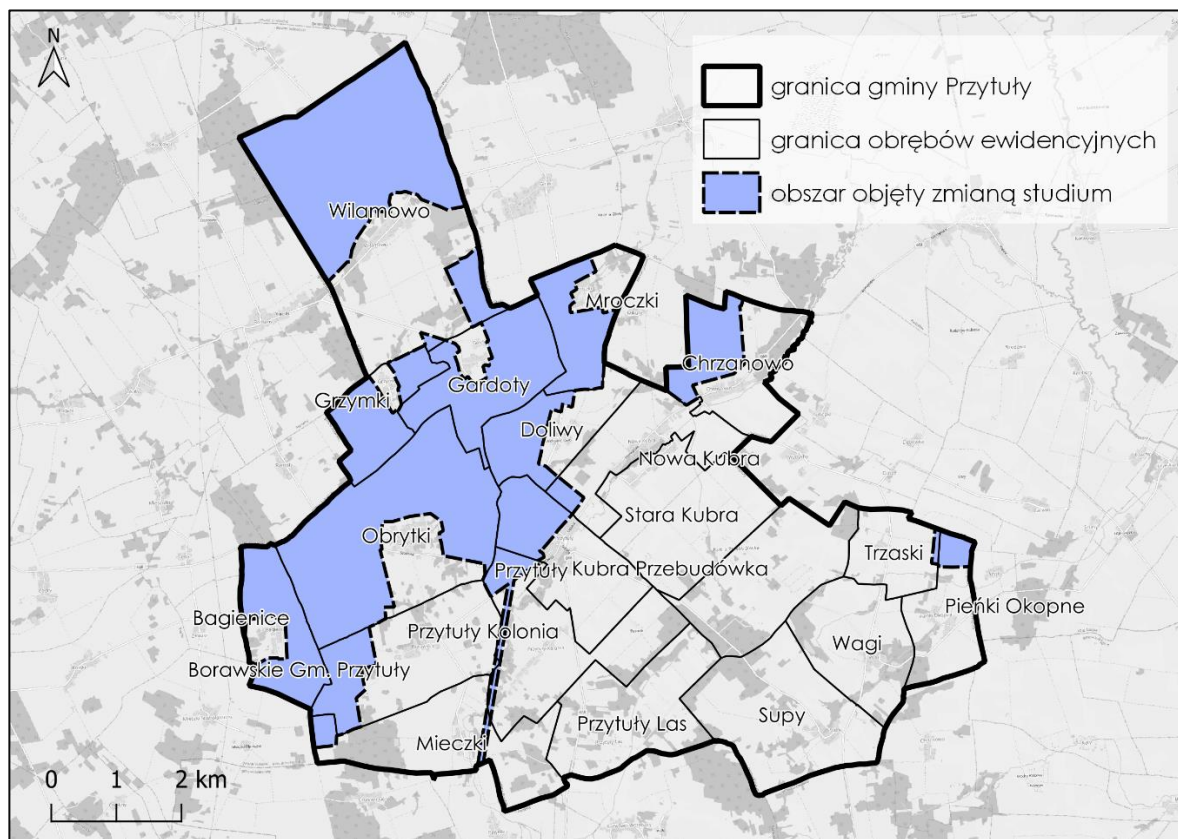 N
granica gminy Przytuły
granica obrębów ewidencyjnych
obszar objęty zmianą studium
Wilamowo
Mroczki
Chrzanowo
Gardoty
Grzymki
Doliwy
Nowa Kubra
Stara Kubra
Obrytki
Trzaski
Przytuły
Kubra Przebudówka
Pieńki Okopne
Bagienice
Przytuły Kolonia
Wagi
Borawskie Gm. Przytuły
Supy
Przytuły Las
Mieczki
0 1 2 km